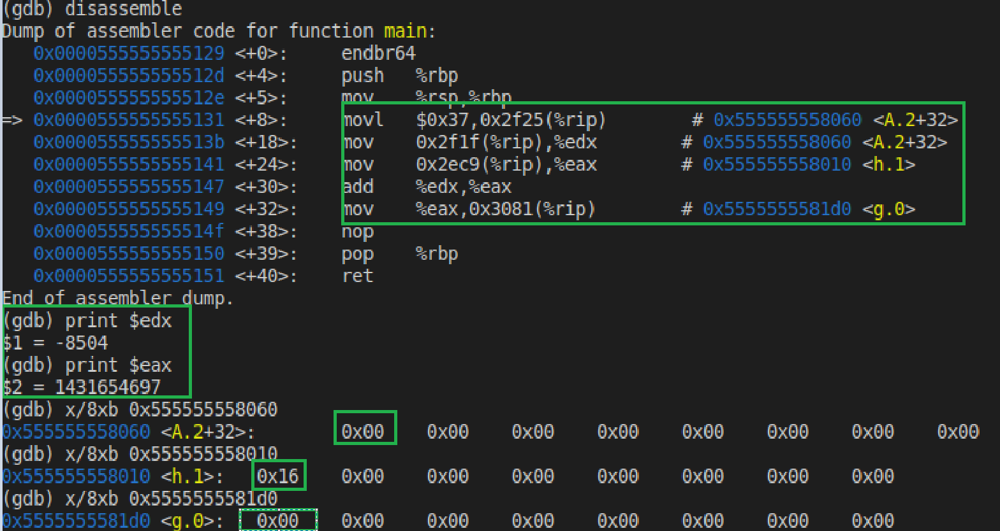 (gdb) disassemble
Dump of assembler code for function main:
0x0000555555555129 <+0>: endbr64
0x000055555555512d <+4>: push %rbp
0x000055555555512e <+5>: mov %rsp,%rbp
=> 0x0000555555555131 <+8>: movl $0x37,0x2f25(%rip) # 0x555555558060 <A.2+32>
0x000055555555513b <+18>: mov 0x2f1f(%rip),%edx # 0x555555558060 <A.2+32>
0x0000555555555141 <+24>: mov 0x2ec9(%rip),%eax # 0x555555558010 <h.1>
0x0000555555555147 <+30>: add %edx,%eax
0x0000555555555149 <+32>: mov %eax,0x3081(%rip) # 0x5555555581d0 <g.0>
0x000055555555514f <+38>: nop
0x0000555555555150 <+39>: pop %rbp
0x0000555555555151 <+40>: ret
End of assembler dump.
(gdb) print $edx
$1 = -8504
(gdb) print $eax
$2 = 1431654697
(gdb) x/8xb 0x555555558060
0x555555558060 <A.2+32>: 0x00 0x00 0x00 0x00 0x00 0x00 0x00 0x00
(gdb) x/8xb 0x555555558010
0x555555558010 <h.1>: 0x16 0x00 0x00 0x00 0x00 0x00 0x00 0x00
(gdb) x/8xb 0x5555555581d0
0x5555555581d0 <g.0>: 0x00 0x00 0x00 0x00 0x00 0x00 0x00 0x00